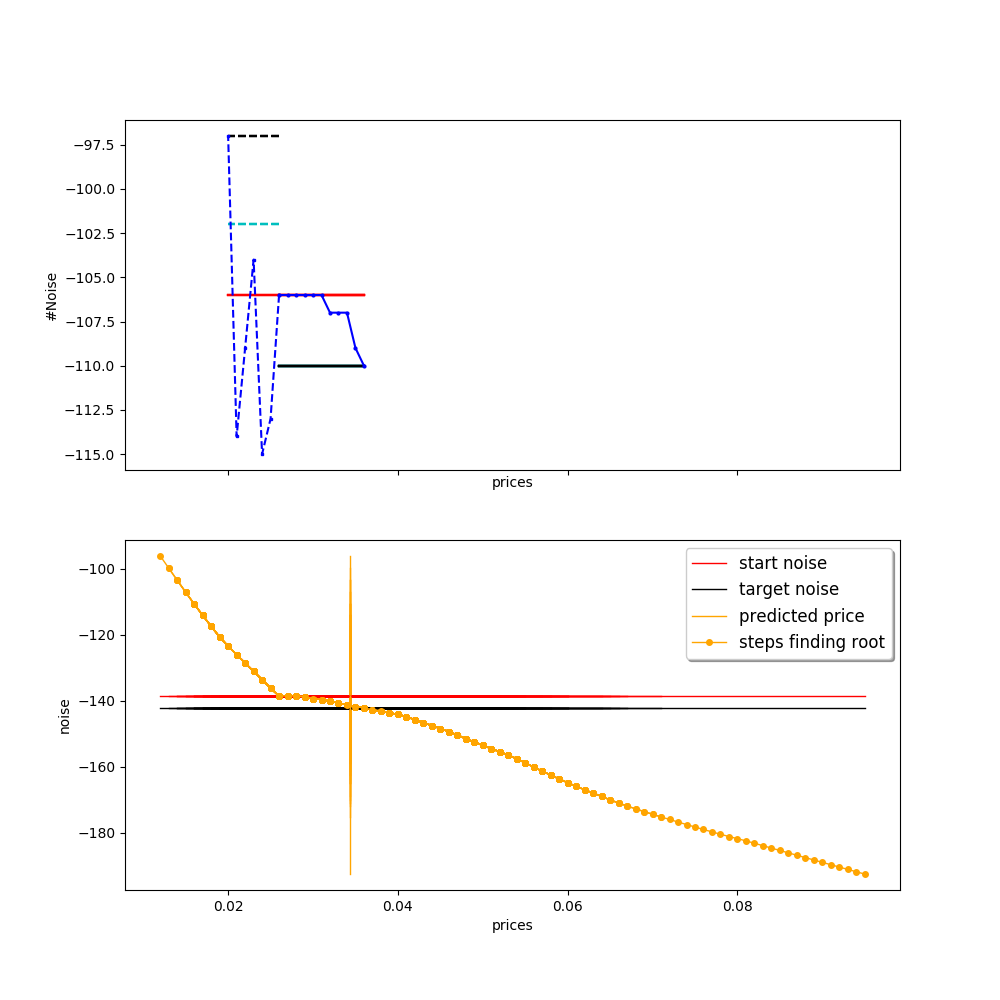 −97.5
−100.0
−102.5
−105.0
−107.5
−110.0
−112.5
−115.0
#Noise
prices
−100
−120
−140
−160
−180
noise
start noise
target noise
predicted price
steps finding root
0.02 0.04 0.06 0.08
prices